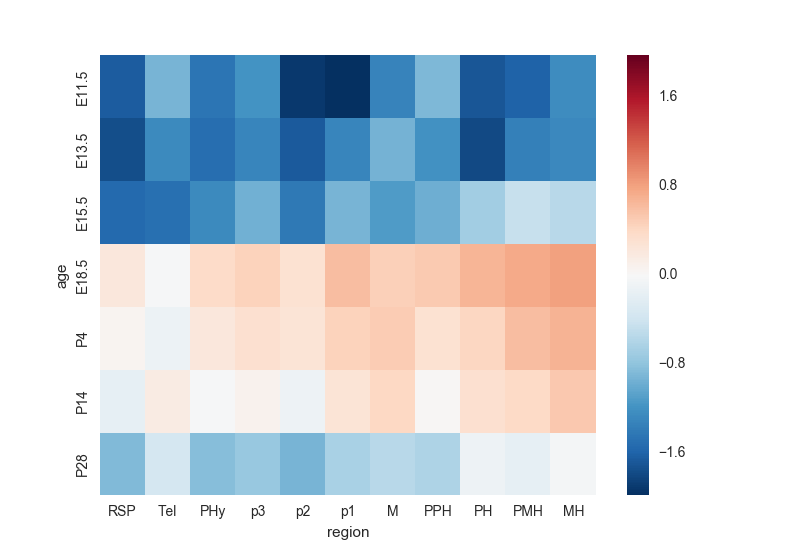 E11.5
E13.5
E15.5
E18.5
P4
P14
P28
age
RSP Tel PHy p3 p2 p1 M PPH PH PMH MH
region
1.6
0.8
0.0
−0.8
−1.6